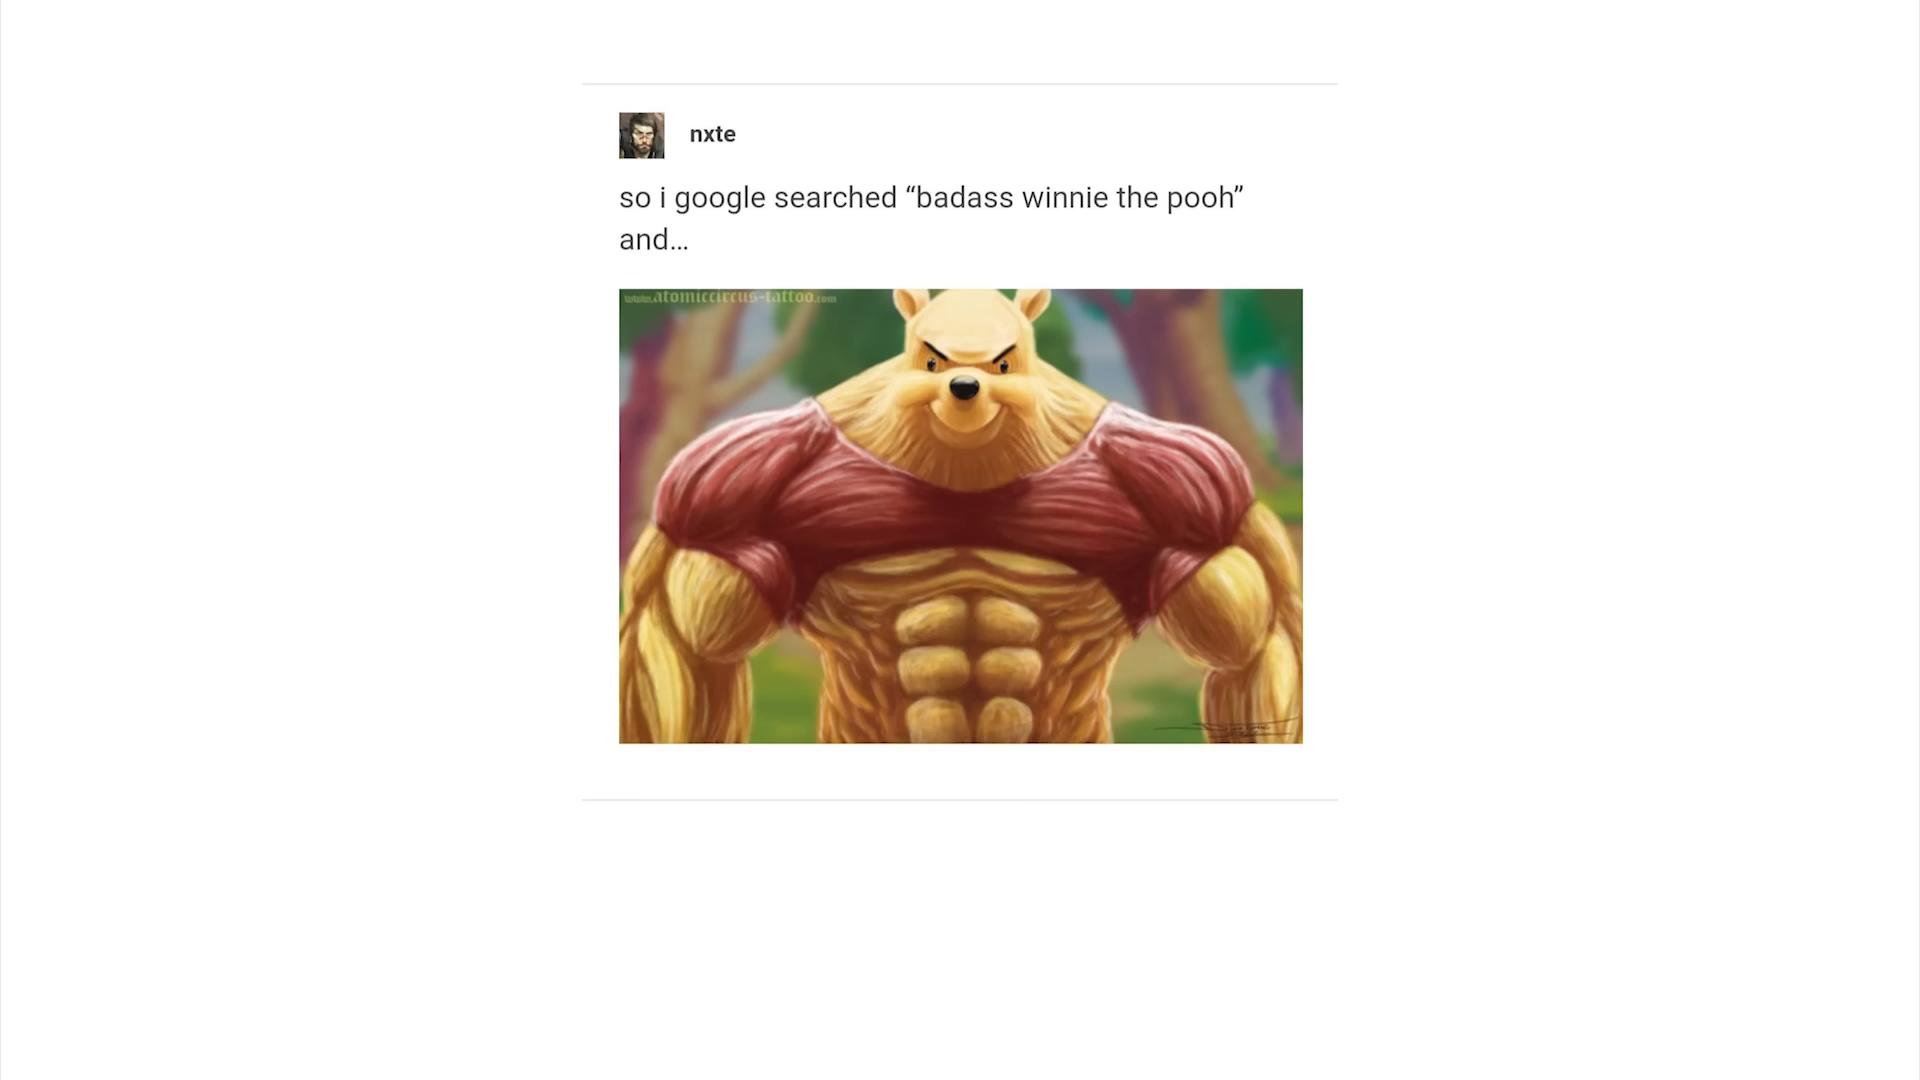 nxte
so i google searched “badass winnie the pooh”
and...
www.atomiccircus-tattoo.com